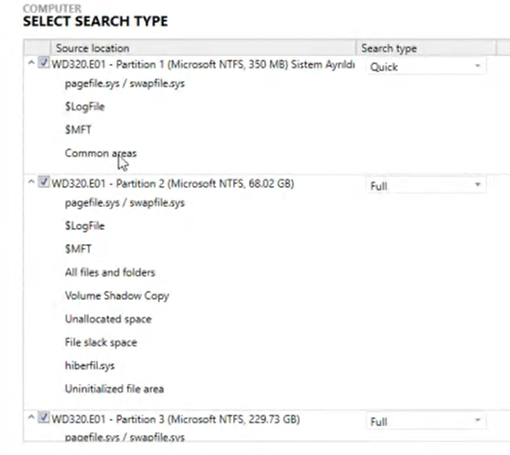 COMPUTER
SELECT SEARCH TYPE
Source location Search type
WD320.E01 - Partition 1 (Microsoft NTFS, 350 MB) Sistem Ayrıldı Quick
pagefile.sys / swapfile.sys
$LogFile
$MFT
Common areas
WD320.E01 - Partition 2 (Microsoft NTFS, 68.02 GB) Full
pagefile.sys / swapfile.sys
$LogFile
$MFT
All files and folders
Volume Shadow Copy
Unallocated space
File slack space
hiberfil.sys
Uninitialized file area
WD320.E01 - Partition 3 (Microsoft NTFS, 229.73 GB) Full
pagefile.sys / swapfile.sys